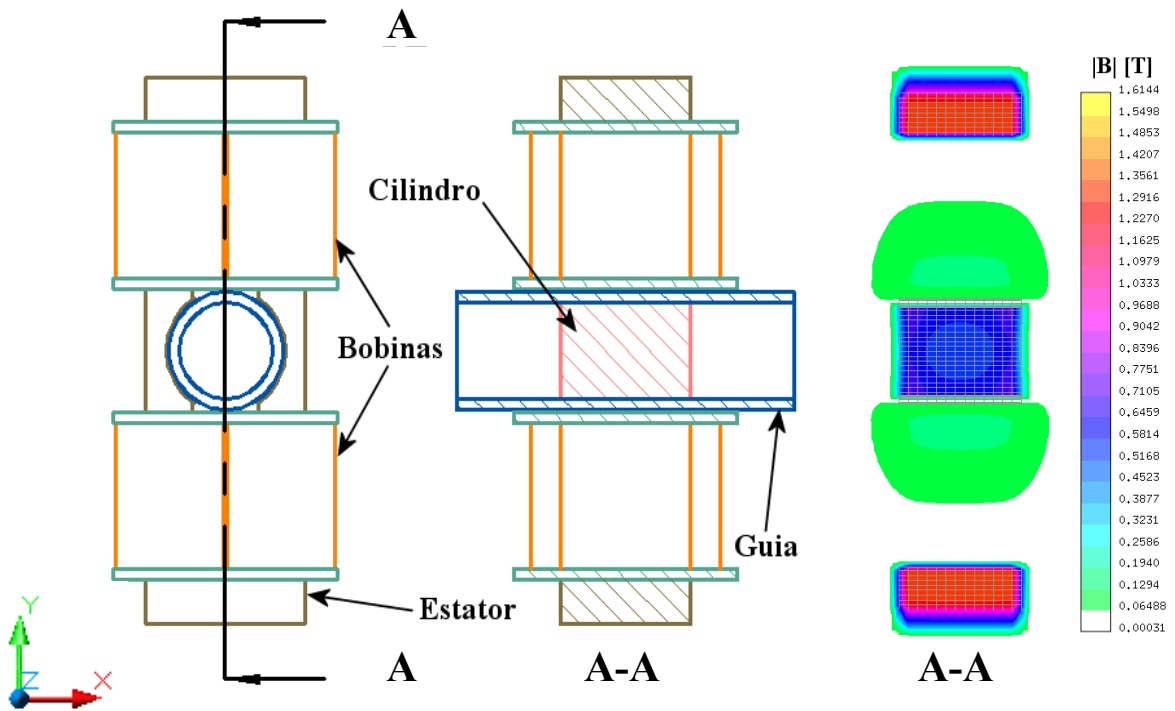 A
|B| [T]
1.6144
1.5498
1.4853
1.4207
1.3561
1.2916
1.2270
1.1625
1.0979
1.0333
0.9688
0.9042
0.8396
0.7751
0.7105
0.6459
0.5814
0.5168
0.4523
0.3877
0.3231
0.2586
0.1940
0.1294
0.06488
0.00031
Cilindro
Bobinas
Guia
Estator
Y
Z
X
A
A-A
A-A